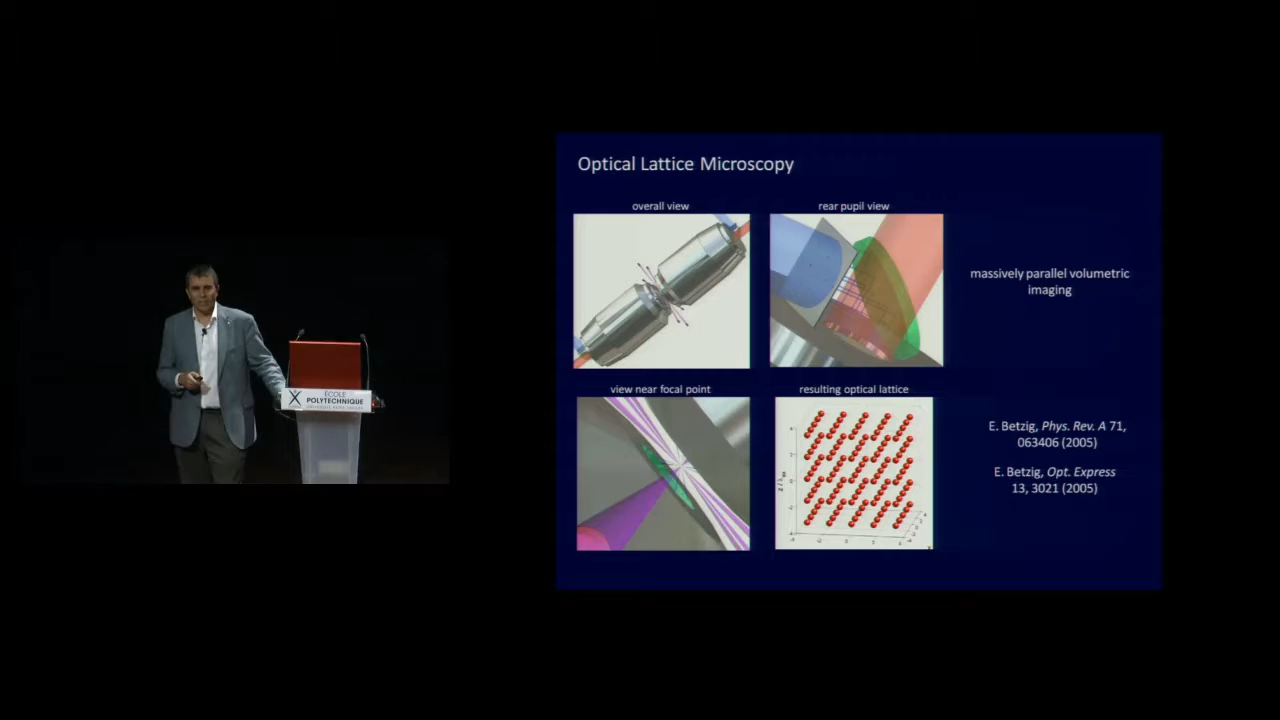 Optical Lattice Microscopy
overall view
rear pupil view
massively parallel volumetric
imaging
view near focal point
resulting optical lattice
E. Betzig, Phys. Rev. A 71,
063406 (2005)
E. Betzig, Opt. Express
13, 3021 (2005)
ÉCOLE
POLYTECHNIQUE